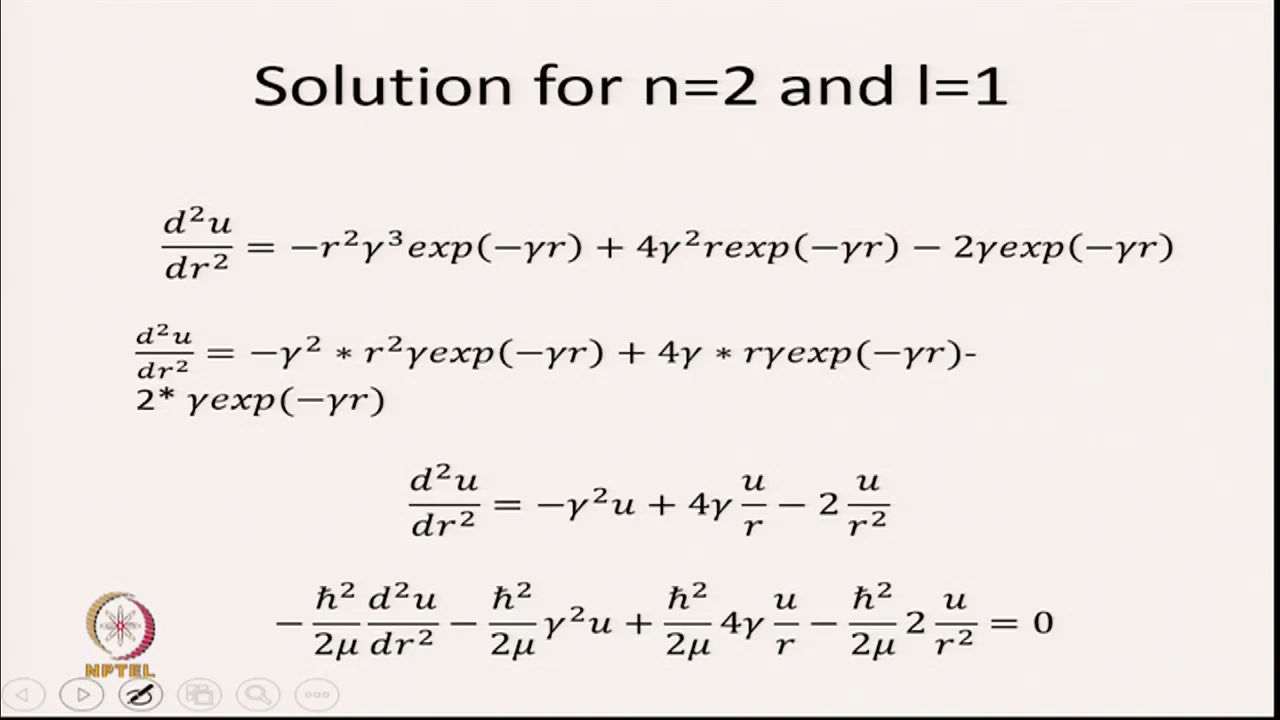 Solution for n=2 and l=1
d²u/dr² = −r²γ³exp(−γr) + 4γ²rexp(−γr) − 2γexp(−γr)
d²u/dr² = −γ² ∗ r²γexp(−γr) + 4γ ∗ rγexp(−γr)-
2* γexp(−γr)
d²u/dr² = −γ²u + 4γ u/r − 2 u/r²
− ħ²/2μ d²u/dr² − ħ²/2μ γ²u + ħ²/2μ 4γ u/r − ħ²/2μ 2 u/r² = 0
NPTEL